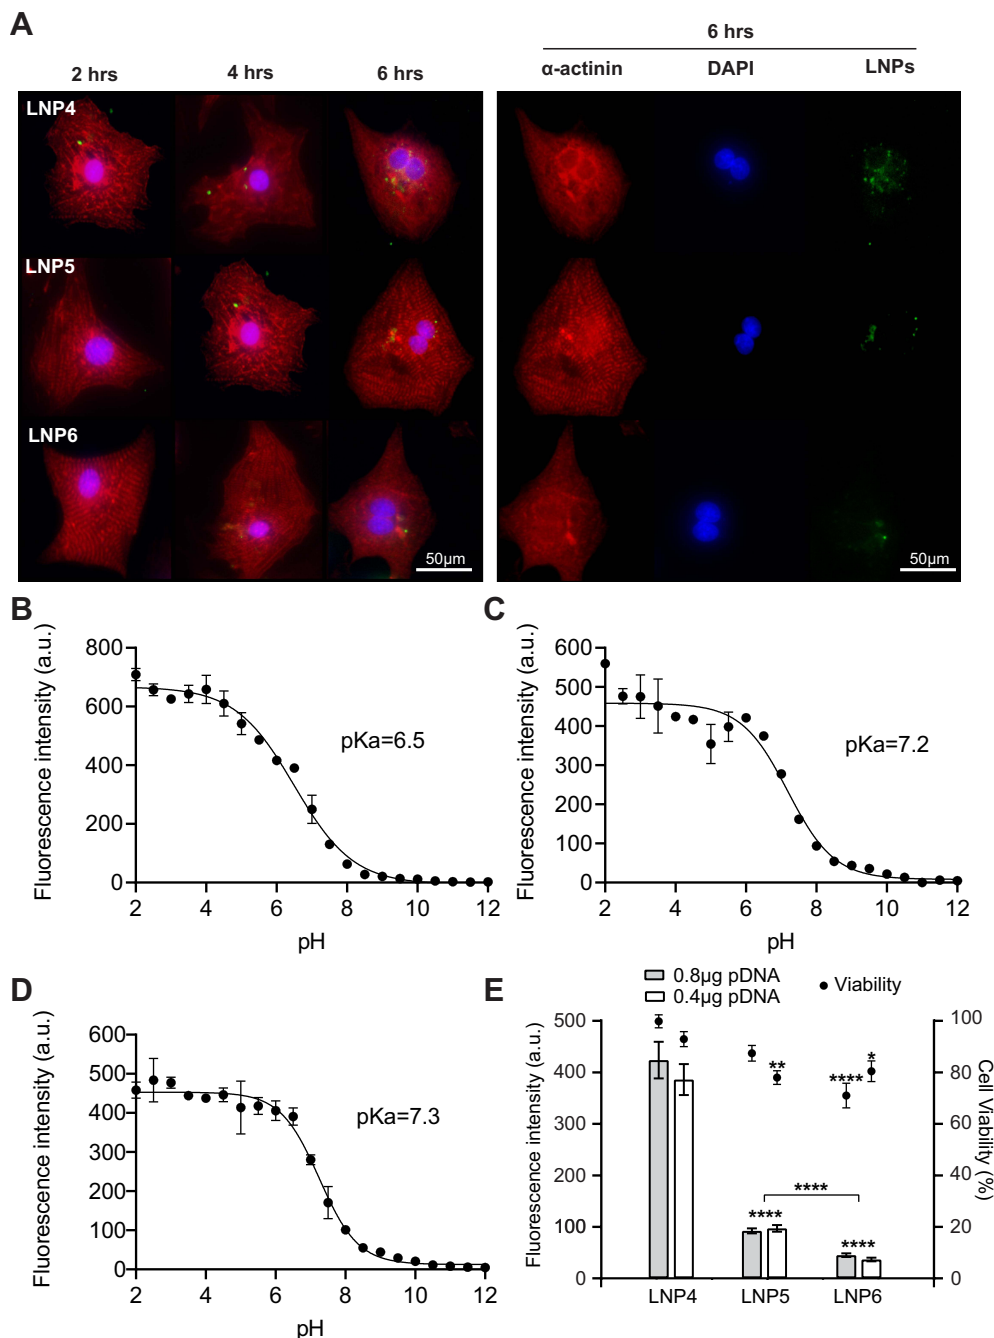 A
6 hrs
2 hrs 4 hrs 6 hrs α-actinin DAPI LNPs
LNP4
LNP5
LNP6
50µm 50µm
B
Fluorescence intensity (a.u.)
800
600
400
200
0
2 4 6 8 10 12
pH
pKa=6.5
C
Fluorescence intensity (a.u.)
600
500
400
300
200
100
0
2 4 6 8 10 12
pH
pKa=7.2
D
Fluorescence intensity (a.u.)
600
500
400
300
200
100
0
2 4 6 8 10 12
pH
pKa=7.3
E
0.8µg pDNA
0.4µg pDNA
Viability
Fluorescence intensity (a.u.)
500
400
300
200
100
0
100
80
60
40
20
0
Cell Viability (%)
** **** *
****
**** ****
LNP4 LNP5 LNP6